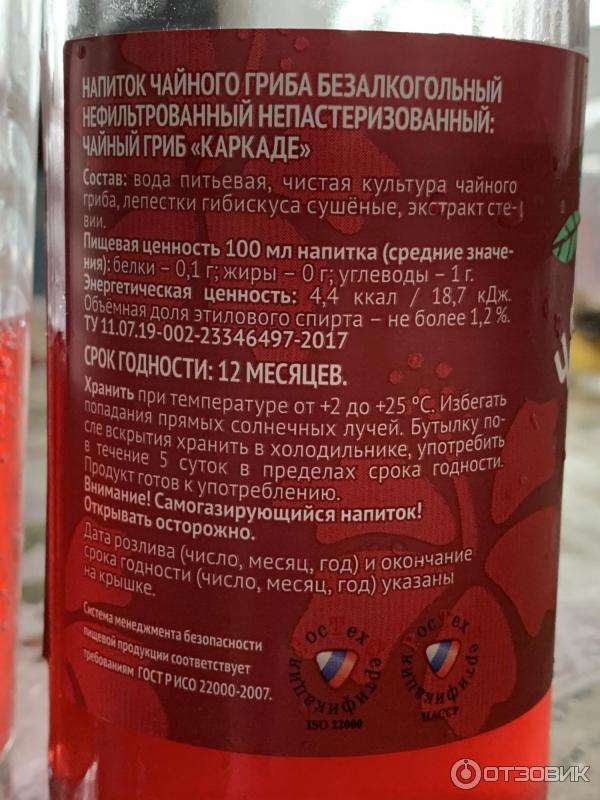 НАПИТОК ЧАЙНОГО ГРИБА БЕЗАЛКОГОЛЬНЫЙ
НЕФИЛЬТРОВАННЫЙ НЕПАСТЕРИЗОВАННЫЙ:
ЧАЙНЫЙ ГРИБ «КАРКАДЕ»
Состав: вода питьевая, чистая культура чайного
гриба, лепестки гибискуса сушёные, экстракт сте-
вии.
Пищевая ценность 100 мл напитка (средние значе-
ния): белки – 0,1 г; жиры – 0 г; углеводы – 1 г.
Энергетическая ценность: 4,4 ккал / 18,7 кДж.
Объёмная доля этилового спирта – не более 1,2 %.
ТУ 11.07.19-002-23346497-2017
СРОК ГОДНОСТИ: 12 МЕСЯЦЕВ.
Хранить при температуре от +2 до +25 °С. Избегать
попадания прямых солнечных лучей. Бутылку по-
сле вскрытия хранить в холодильнике, употребить
в течение 5 суток в пределах срока годности.
Продукт готов к употреблению.
Внимание! Самогазирующийся напиток!
Открывать осторожно.
Дата розлива (число, месяц, год) и окончание
срока годности (число, месяц, год) указаны
на крышке.
Система менеджмента безопасности
пищевой продукции соответствует
требованиям ГОСТ Р ИСО 22000-2007.
РосТехСертификация
ISO 22000
РосТехСертификация
НАССР
ОТЗОВИК